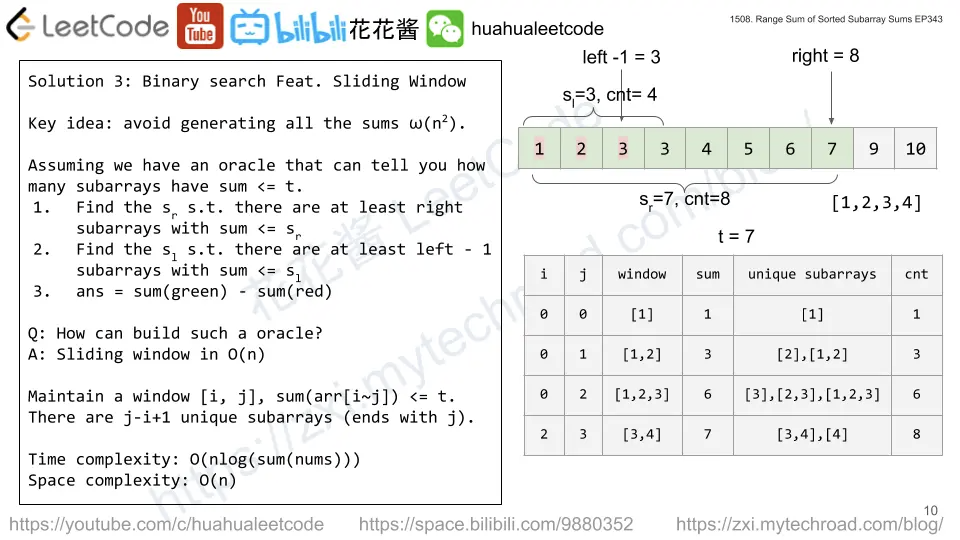 LeetCode
You
Tube
bilibili
花花酱
huahualeetcode
1508. Range Sum of Sorted Subarray Sums EP343
Solution 3: Binary search Feat. Sliding Window
Key idea: avoid generating all the sums ω(n²).
Assuming we have an oracle that can tell you how
many subarrays have sum <= t.
1. Find the sr s.t. there are at least right
subarrays with sum <= sr
2. Find the sl s.t. there are at least left - 1
subarrays with sum <= sl
3. ans = sum(green) - sum(red)
Q: How can build such a oracle?
A: Sliding window in O(n)
Maintain a window [i, j], sum(arr[i~j]) <= t.
There are j-i+1 unique subarrays (ends with j).
Time complexity: O(nlog(sum(nums)))
Space complexity: O(n)
left -1 = 3
right = 8
sl=3, cnt= 4
1 2 3 3 4 5 6 7 9 10
sr=7, cnt=8
[1,2,3,4]
t = 7
i j window sum unique subarrays cnt
0 0 [1] 1 [1] 1
0 1 [1,2] 3 [2],[1,2] 3
0 2 [1,2,3] 6 [3],[2,3],[1,2,3] 6
2 3 [3,4] 7 [3,4],[4] 8
花花酱 LeetCode
https://zxi.mytechroad.com/blog/
10
https://youtube.com/c/huahualeetcode
https://space.bilibili.com/9880352
https://zxi.mytechroad.com/blog/